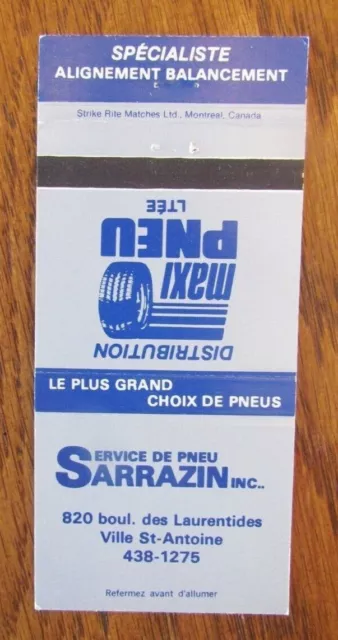 SPÉCIALISTE
ALIGNEMENT BALANCEMENT
Strike Rite Matches Ltd., Montreal, Canada
DISTRIBUTION
maxi
PNEU
LTÉE
LE PLUS GRAND
CHOIX DE PNEUS
SERVICE DE PNEU
SARRAZIN INC..
820 boul. des Laurentides
Ville St-Antoine
438-1275
Refermez avant d'allumer